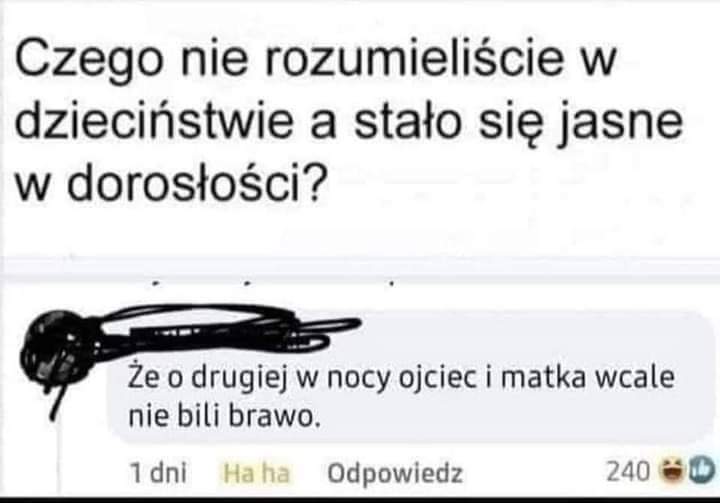 Czego nie rozumieliście w
dzieciństwie a stało się jasne
w dorosłości?
Że o drugiej w nocy ojciec i matka wcale
nie bili brawo.
1 dni Ha ha Odpowiedz 240